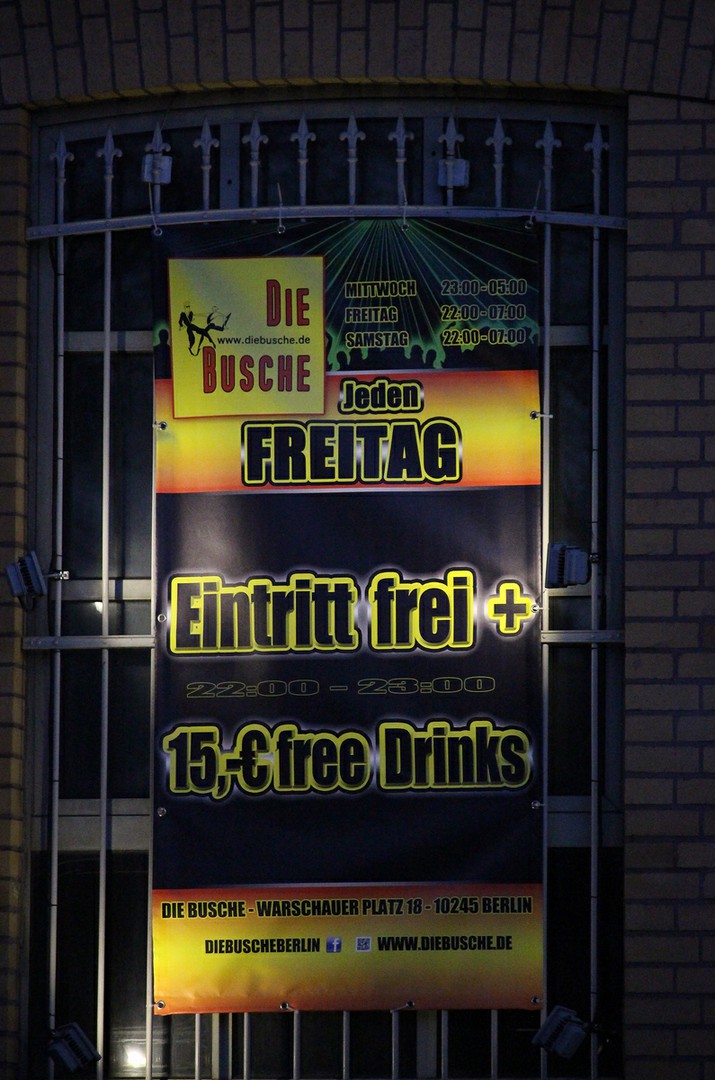 DIE
www.diebusche.de
BUSCHE
MITTWOCH 23:00-05:00
FREITAG 22:00-07:00
SAMSTAG 22:00-07:00
Jeden
FREITAG
Eintritt frei +
22:00 - 23:00
15,-€ free Drinks
DIE BUSCHE - WARSCHAUER PLATZ 18 - 10245 BERLIN
DIEBUSCHEBERLIN f WWW.DIEBUSCHE.DE